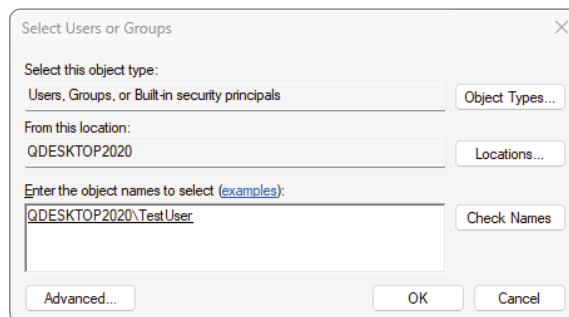 Select Users or Groups
Select this object type:
Users, Groups, or Built-in security principals
Object Types...
From this location:
QDESKTOP2020
Locations...
Enter the object names to select (examples):
QDESKTOP2020\TestUser
Check Names
Advanced...
OK
Cancel